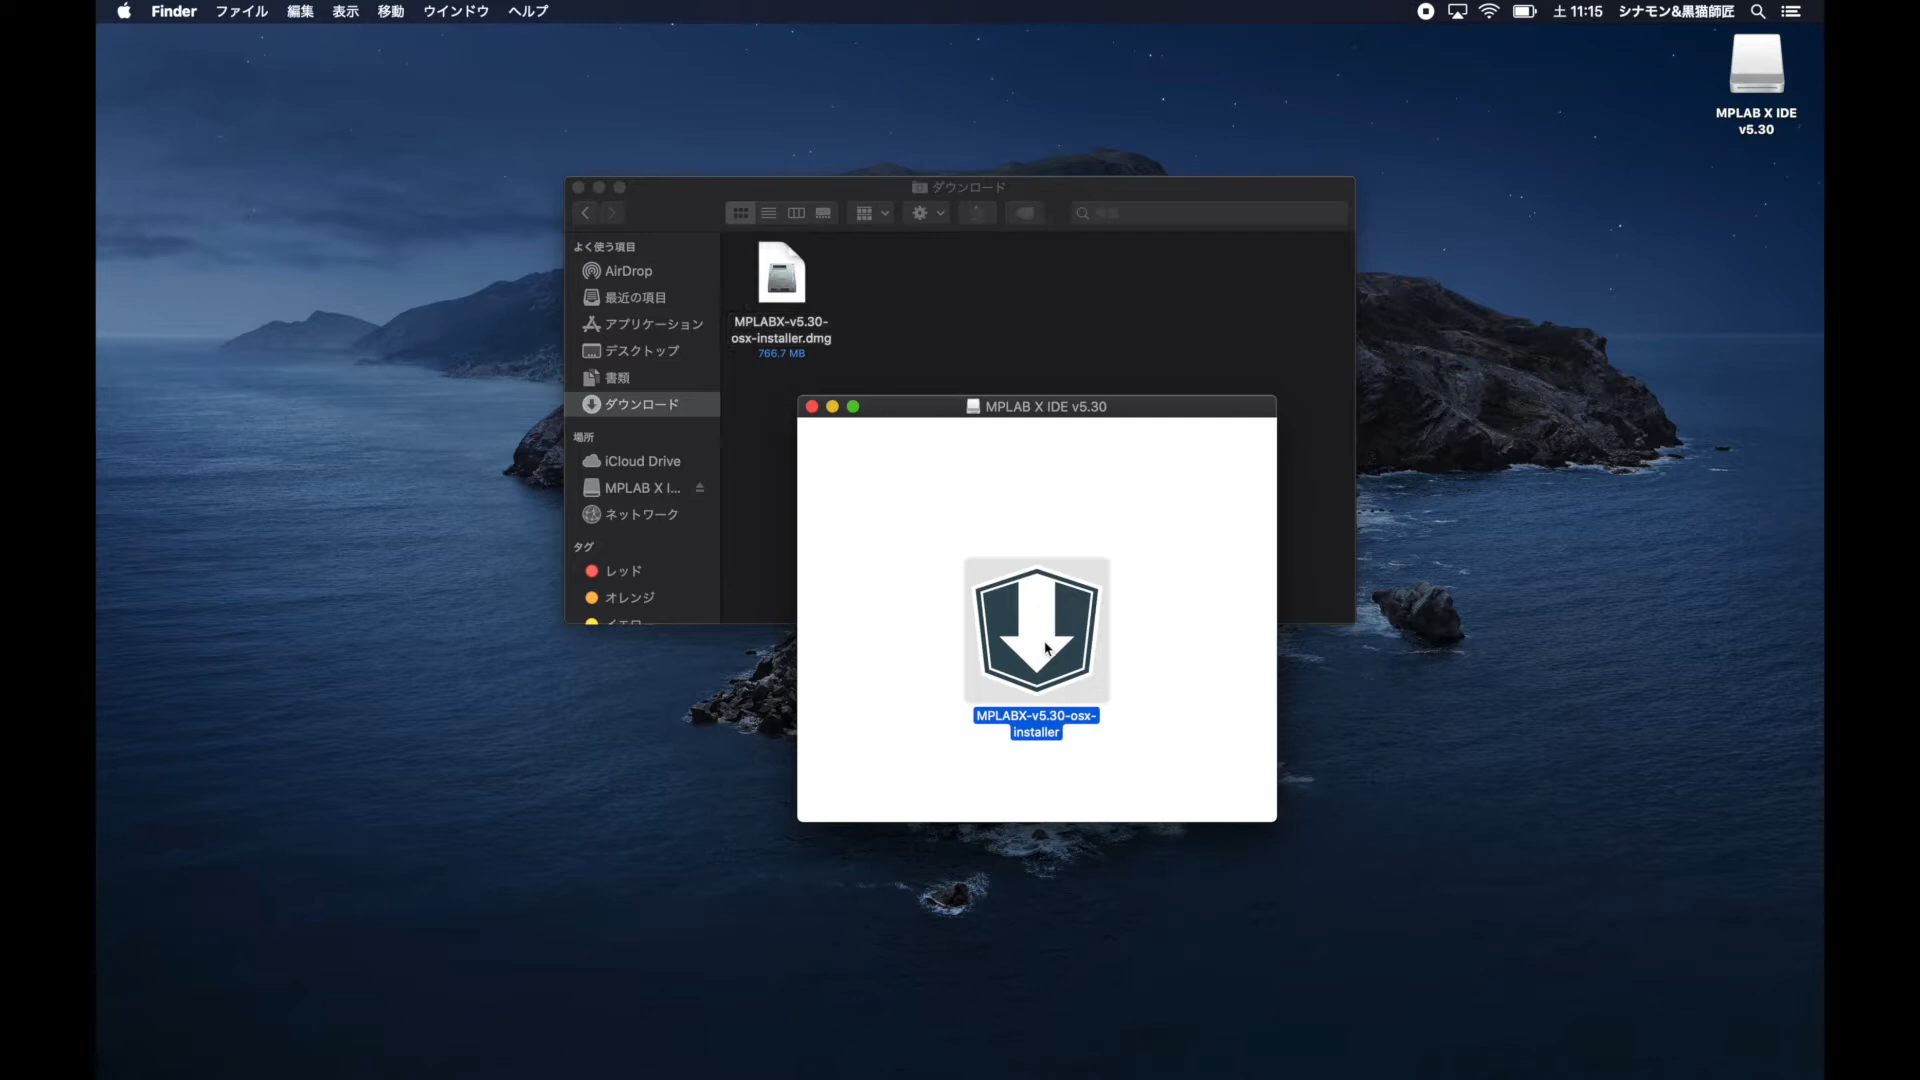 Finder ファイル 編集 表示 移動 ウインドウ ヘルプ
土 11:15 シナモン&黒猫師匠
MPLAB X IDE
v5.30
ダウンロード
よく使う項目
AirDrop
最近の項目
アプリケーション
デスクトップ
書類
ダウンロード
場所
iCloud Drive
MPLAB X I...
ネットワーク
タグ
レッド
オレンジ
MPLABX-v5.30-
osx-installer.dmg
766.7 MB
MPLAB X IDE v5.30
MPLABX-v5.30-osx-
installer